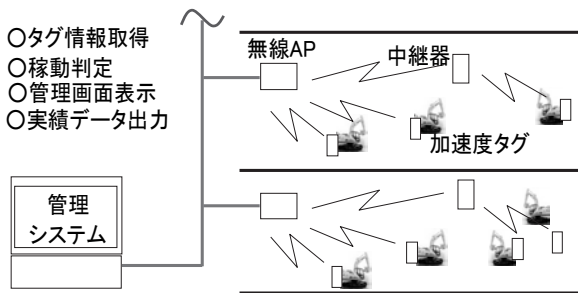 ○タグ情報取得
○稼動判定
○管理画面表示
○実績データ出力
無線AP
中継器
加速度タグ
管理
システム